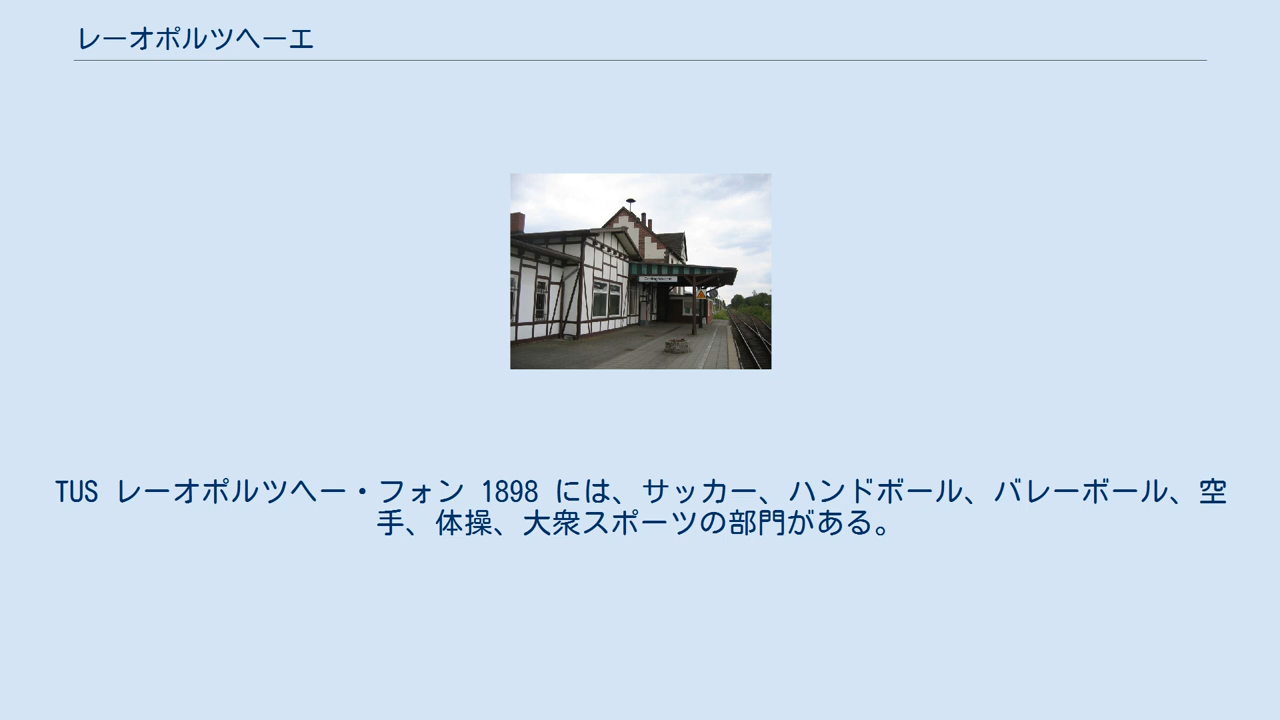 レーオポルツヘーエ
TUS レーオポルツヘー・フォン 1898 には、サッカー、ハンドボール、バレーボール、空
手、体操、大衆スポーツの部門がある。